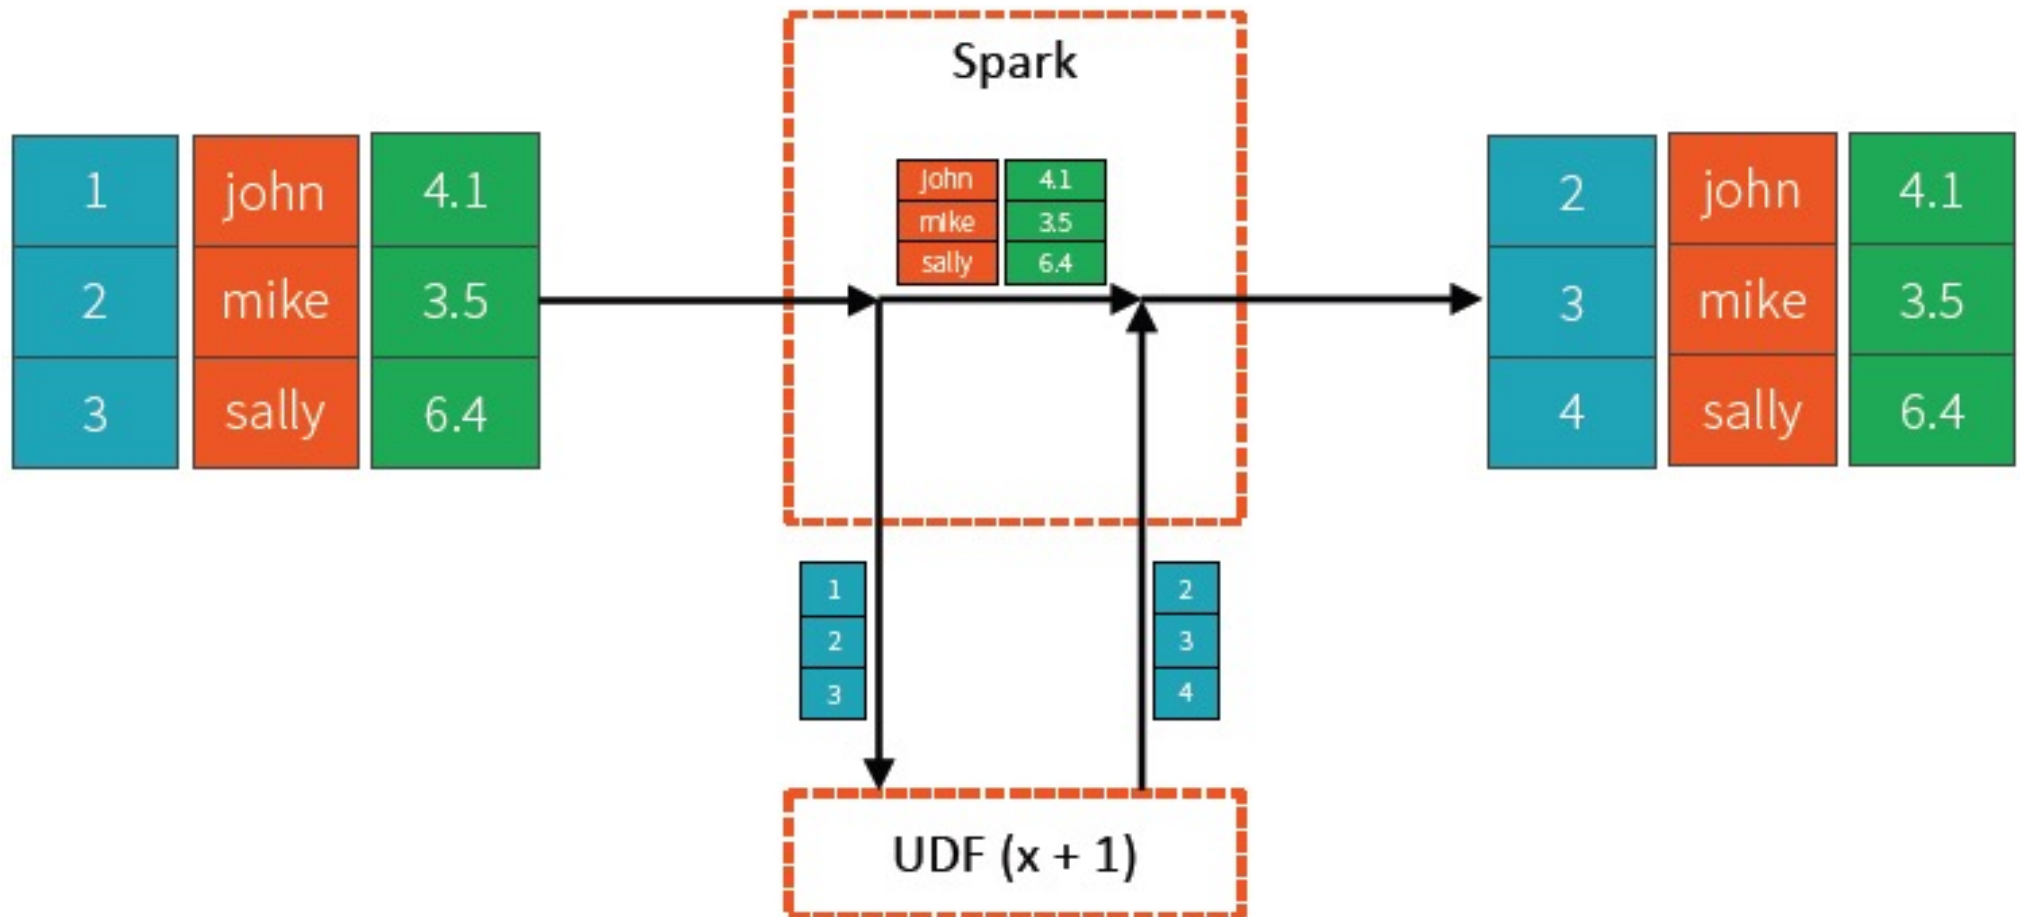 Spark
1 john 4.1
2 mike 3.5
3 sally 6.4
john 4.1
mike 3.5
sally 6.4
2 john 4.1
3 mike 3.5
4 sally 6.4
1
2
3
2
3
4
UDF (x + 1)